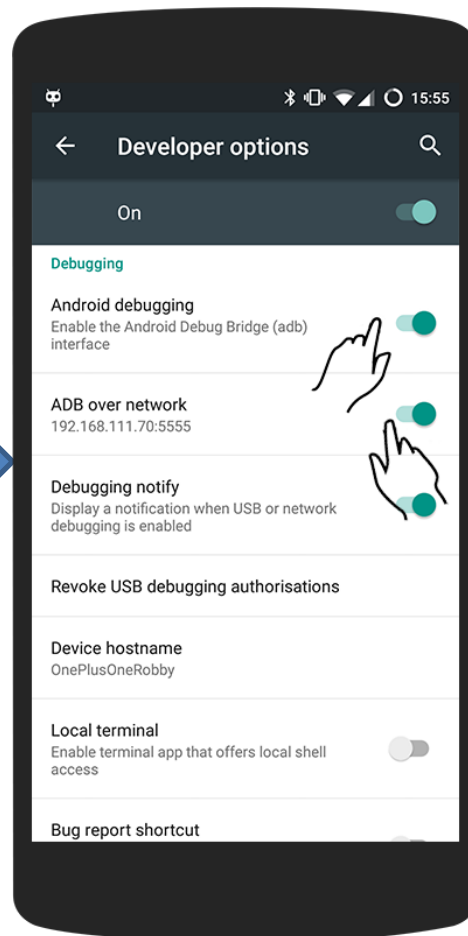 15:55
Developer options
On
Debugging
Android debugging
Enable the Android Debug Bridge (adb)
interface
ADB over network
192.168.111.70:5555
Debugging notify
Display a notification when USB or network
debugging is enabled
Revoke USB debugging authorisations
Device hostname
OnePlusOneRobby
Local terminal
Enable terminal app that offers local shell
access
Bug report shortcut